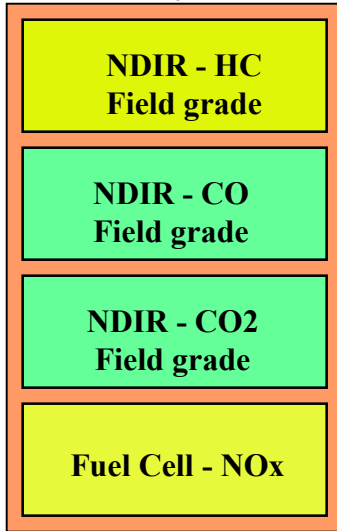 NDIR - HC
Field grade
NDIR - CO
Field grade
NDIR - CO2
Field grade
Fuel Cell - NOx